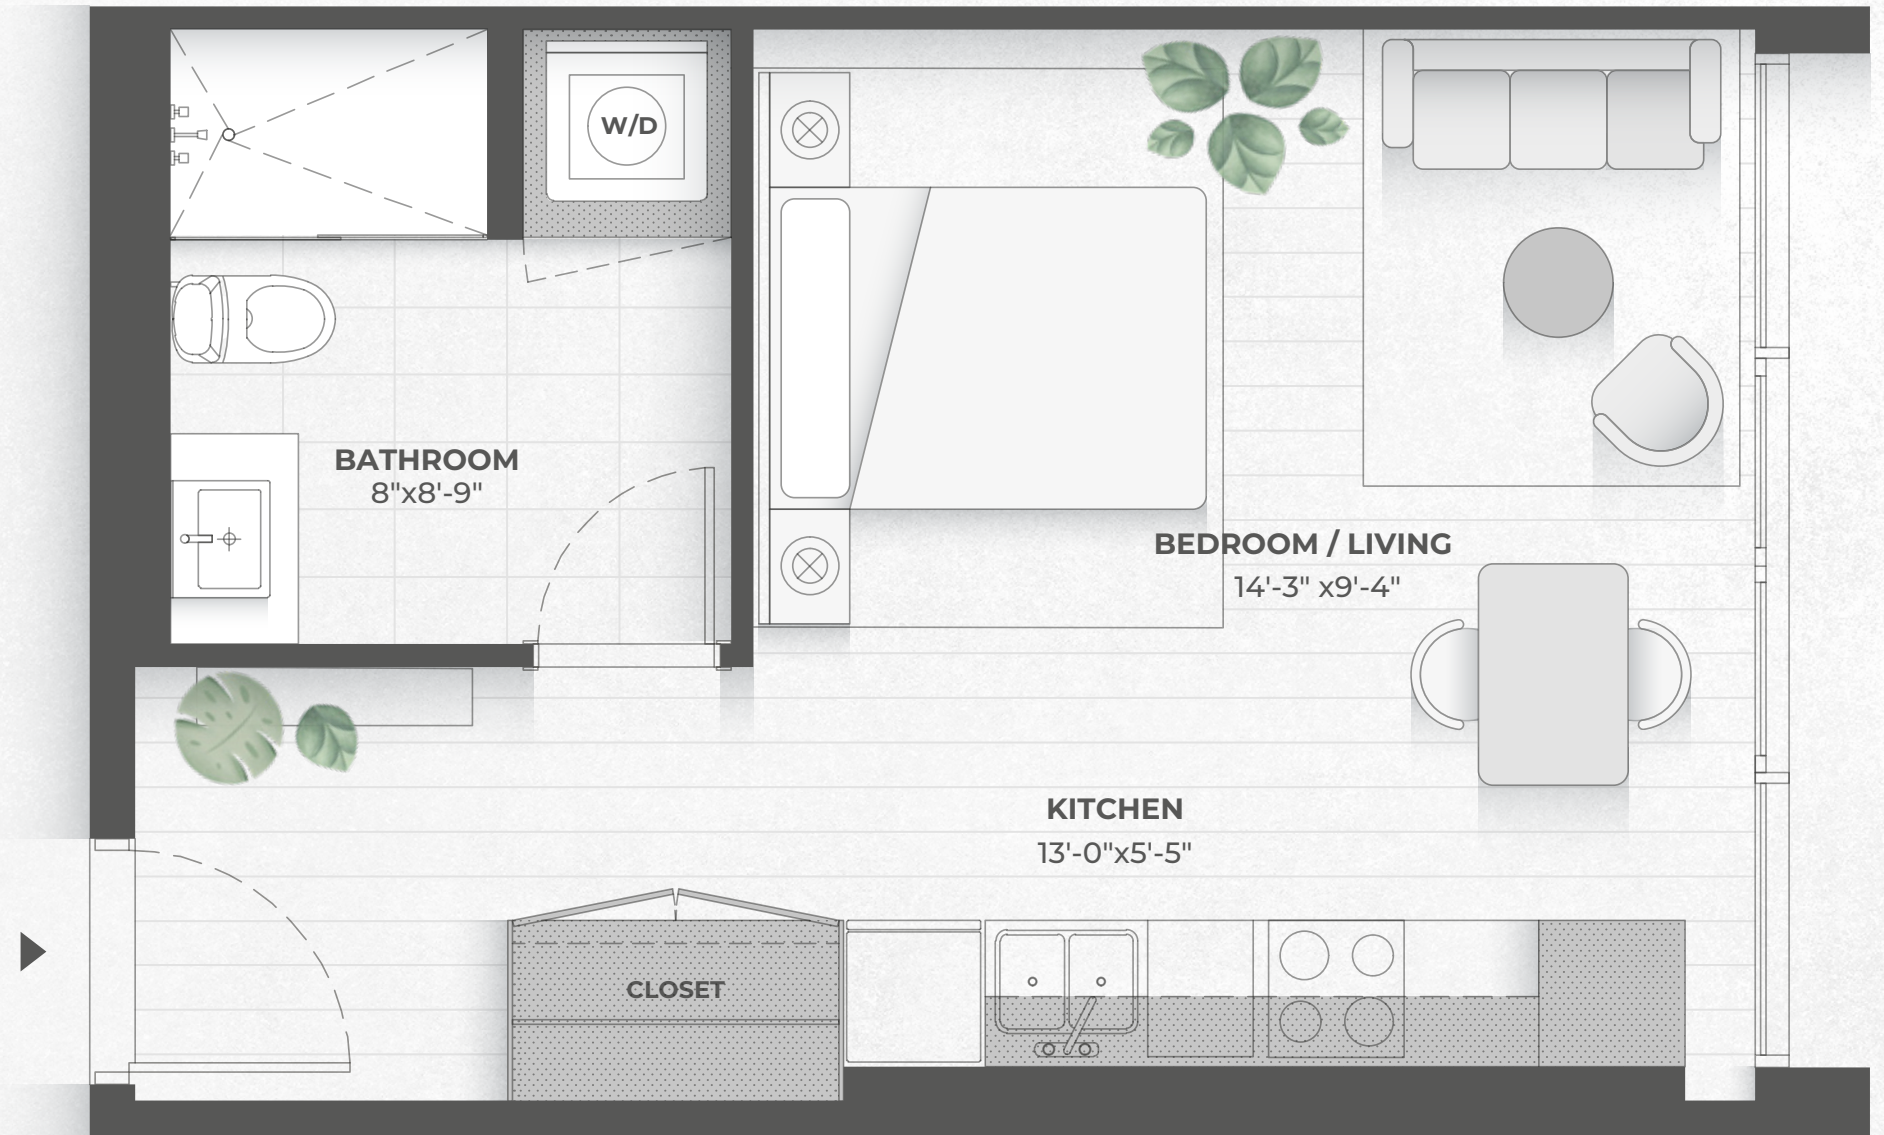 W/D
BATHROOM
8"x8'-9"
BEDROOM / LIVING
14'-3" x9'-4"
KITCHEN
13'-0"x5'-5"
CLOSET